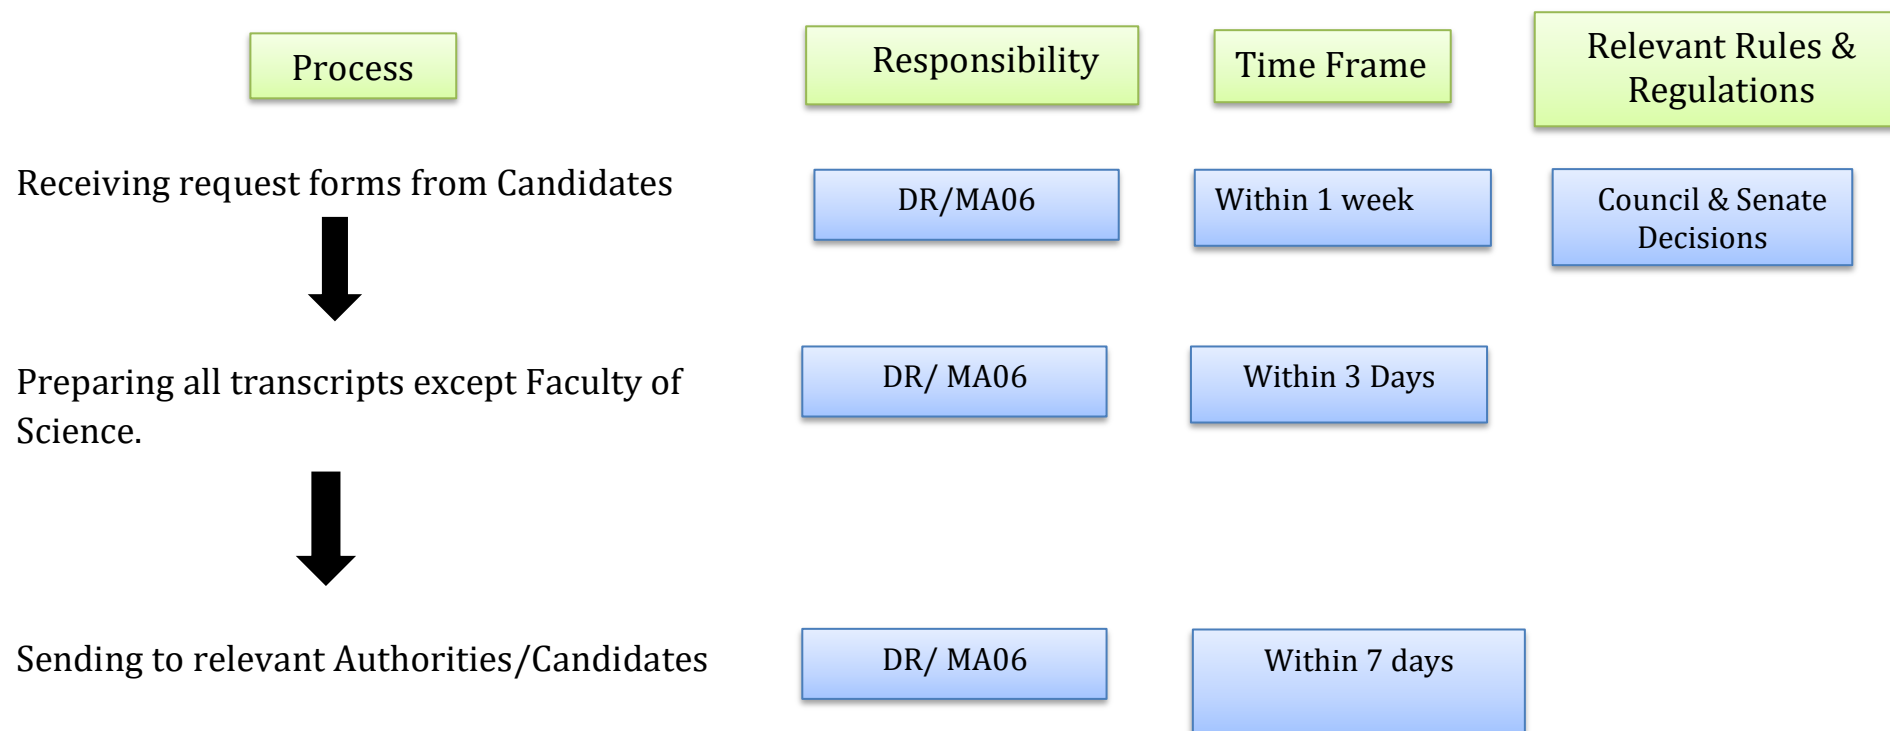 Process
Responsibility
Time Frame
Relevant Rules &
Regulations
Receiving request forms from Candidates
DR/MA06
Within 1 week
Council & Senate
Decisions
Preparing all transcripts except Faculty of
Science.
DR/ MA06
Within 3 Days
Sending to relevant Authorities/Candidates
DR/ MA06
Within 7 days